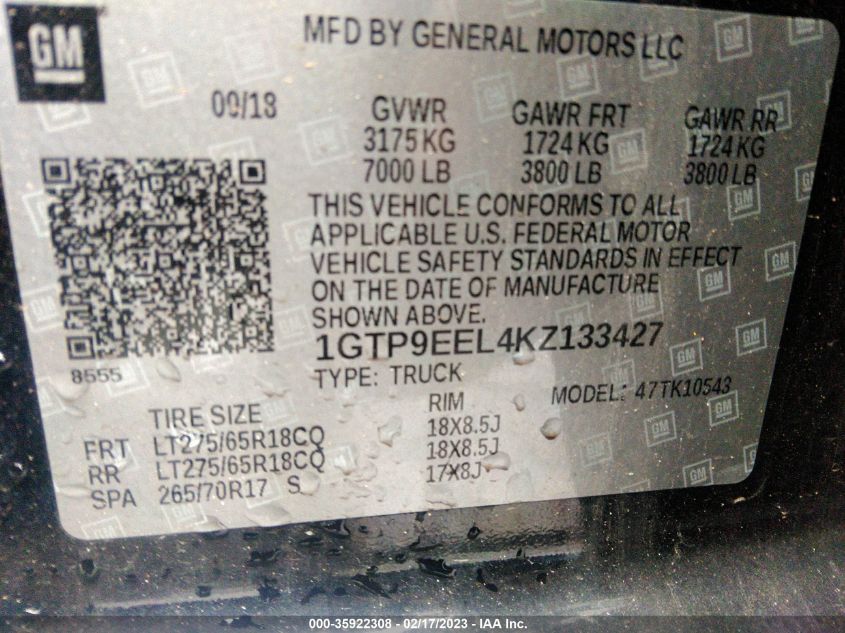 GM
MFD BY GENERAL MOTORS LLC
09/18
GVWR GAWR FRT GAWR RR
3175 KG 1724 KG 1724 KG
7000 LB 3800 LB 3800 LB
THIS VEHICLE CONFORMS TO ALL
APPLICABLE U.S. FEDERAL MOTOR
VEHICLE SAFETY STANDARDS IN EFFECT
ON THE DATE OF MANUFACTURE
SHOWN ABOVE.
1GTP9EEL4KZ133427
8555
TYPE: TRUCK
MODEL: 47TK10543
TIRE SIZE RIM
FRT LT275/65R18CQ 18X8.5J
RR LT275/65R18CQ 18X8.5J
SPA 265/70R17 S 17X8J
000-35922308 - 02/17/2023 - IAA Inc.